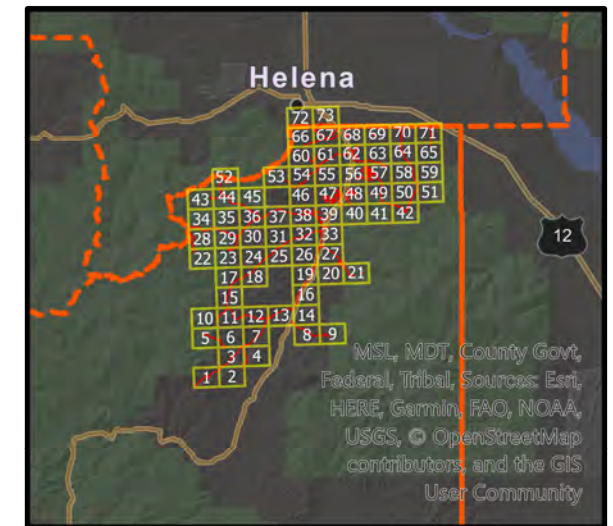 Helena
72 73
66 67 68 69 70 71
60 61 62 63 64 65
52 53 54 55 56 57 58 59
43 44 45 46 47 48 49 50 51
34 35 36 37 38 39 40 41 42
28 29 30 31 32 33
22 23 24 25 26 27
17 18 19 20 21
15 16
10 11 12 13 14
5 6 7 8 9
3 4
1 2
12
MSL, MDT, County Govt,
Federal, Tribal, Sources: Esri,
HERE, Garmin, FAO, NOAA,
USGS, © OpenStreetMap
contributors, and the GIS
User Community